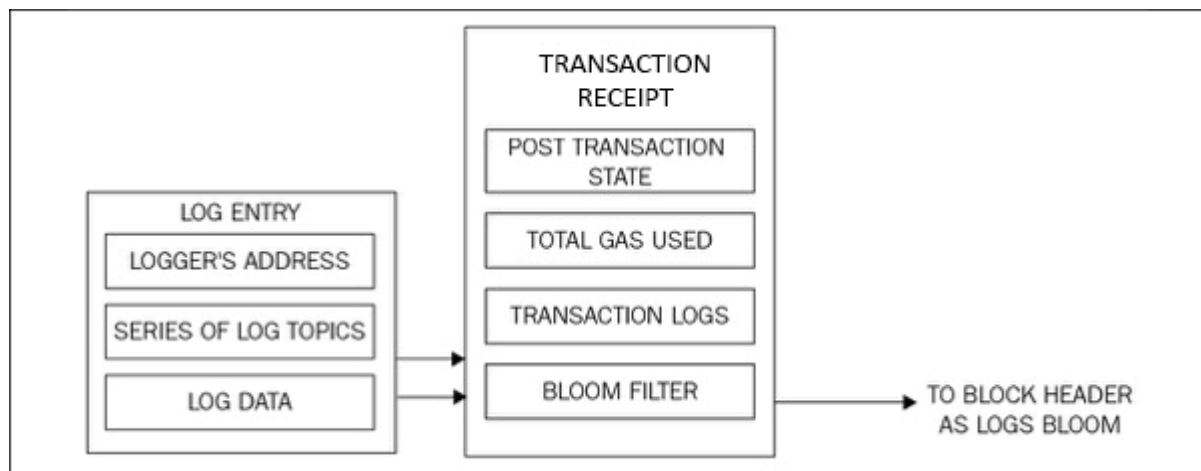 LOG ENTRY
LOGGER'S ADDRESS
SERIES OF LOG TOPICS
LOG DATA
TRANSACTION
RECEIPT
POST TRANSACTION
STATE
TOTAL GAS USED
TRANSACTION LOGS
BLOOM FILTER
TO BLOCK HEADER
AS LOGS BLOOM